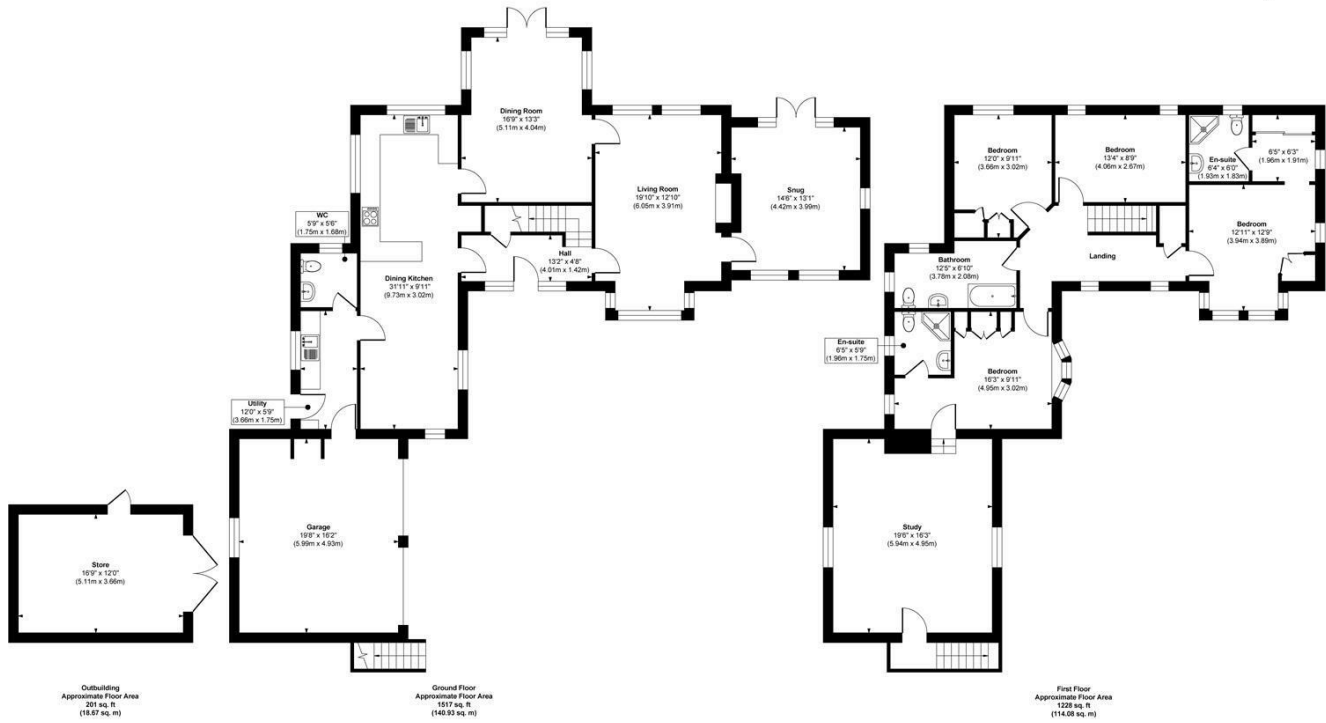 Dining Room
16'9" x 13'3"
(5.11m x 4.04m)
WC
5'9" x 5'6"
(1.75m x 1.68m)
Living Room
19'10" x 12'10"
(6.05m x 3.91m)
Snug
14'6" x 13'1"
(4.42m x 3.99m)
Hall
13'2" x 4'8"
(4.01m x 1.42m)
Dining Kitchen
31'11" x 9'11"
(9.73m x 3.02m)
Utility
12'0" x 5'9"
(3.66m x 1.75m)
Garage
19'8" x 16'2"
(5.99m x 4.93m)
Store
16'9" x 12'0"
(5.11m x 3.66m)
Outbuilding
Approximate Floor Area
201 sq. ft
(18.67 sq. m)
Ground Floor
Approximate Floor Area
1517 sq. ft
(140.93 sq. m)
Bedroom
12'0" x 9'11"
(3.66m x 3.02m)
Bedroom
13'4" x 8'9"
(4.06m x 2.67m)
En-suite
6'4" x 6'0"
(1.93m x 1.83m)
6'5" x 6'3"
(1.96m x 1.91m)
Bedroom
12'11" x 12'9"
(3.94m x 3.89m)
Landing
Bathroom
12'5" x 6'10"
(3.78m x 2.08m)
En-suite
6'5" x 5'9"
(1.96m x 1.75m)
Bedroom
16'3" x 9'11"
(4.95m x 3.02m)
Study
19'6" x 16'3"
(5.94m x 4.95m)
First Floor
Approximate Floor Area
1228 sq. ft
(114.08 sq. m)